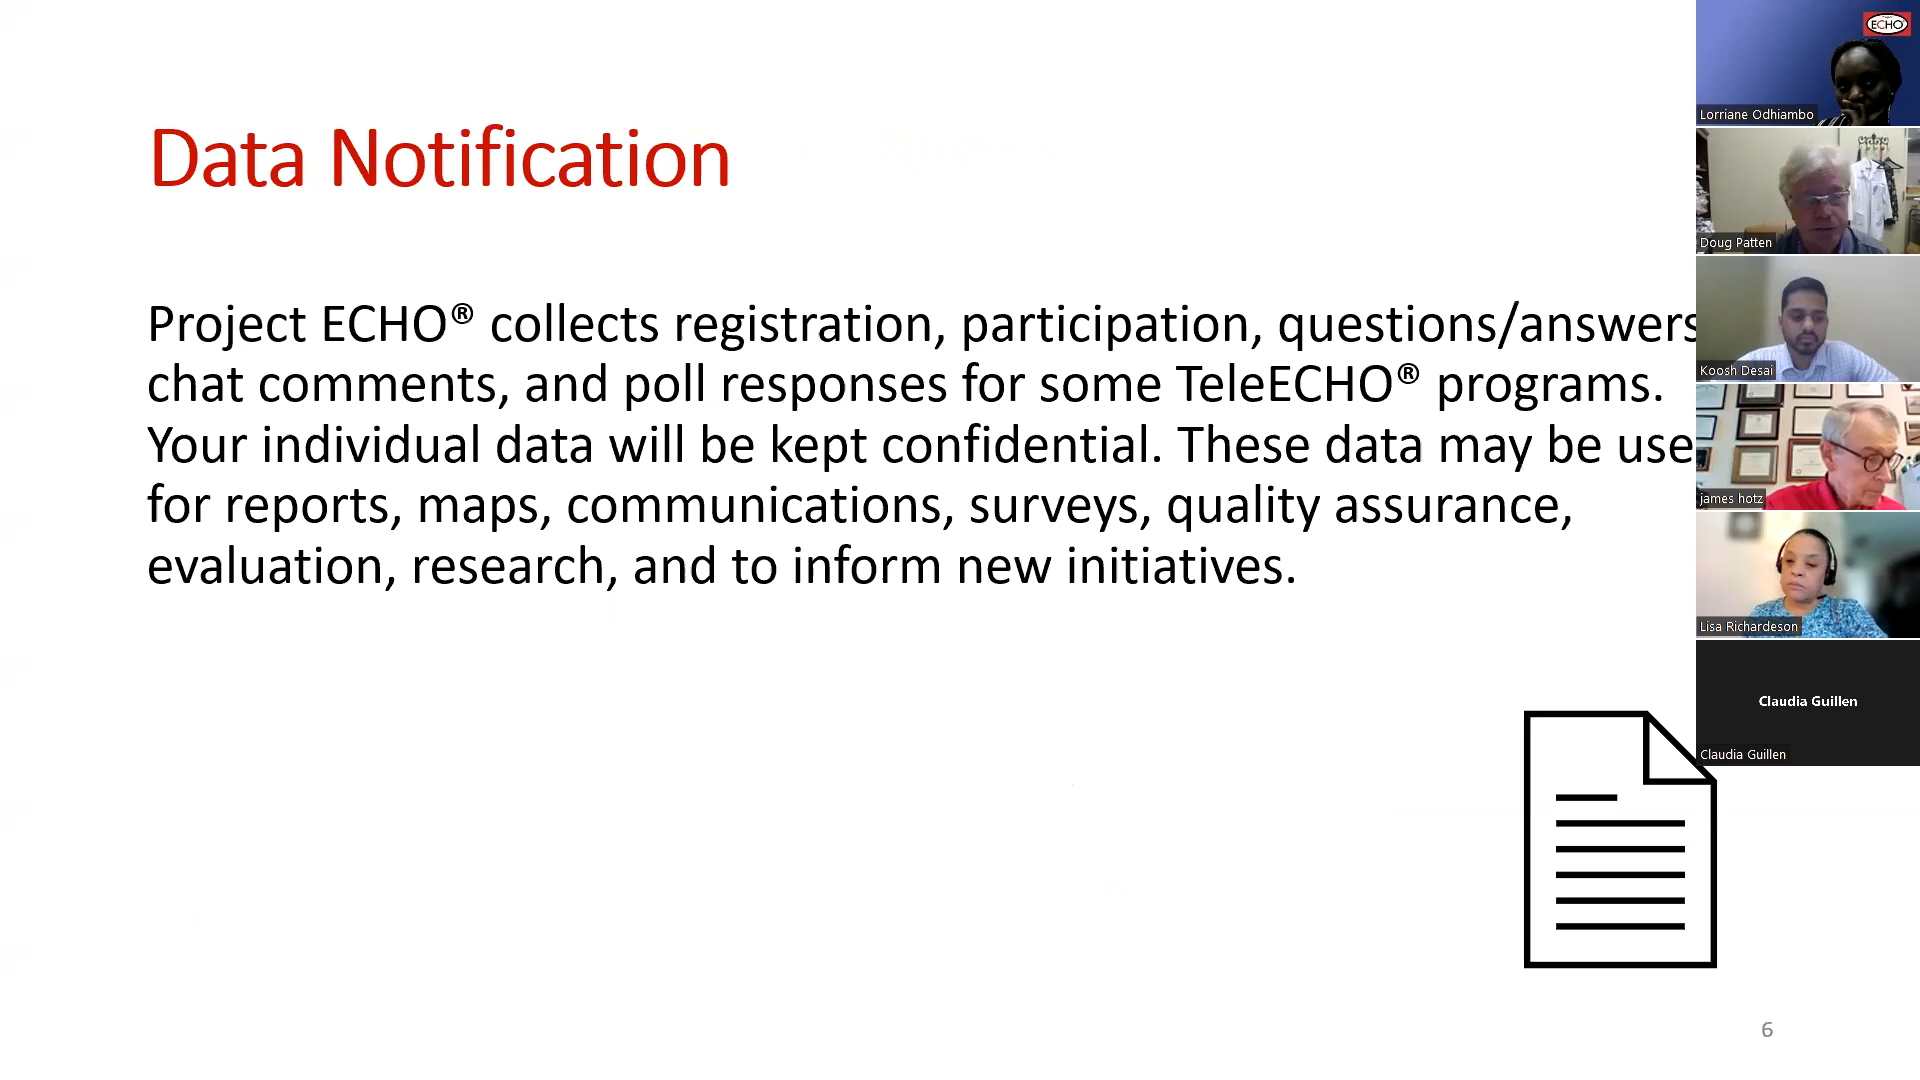 Data Notification
Project ECHO® collects registration, participation, questions/answers
chat comments, and poll responses for some TeleECHO® programs.
Your individual data will be kept confidential. These data may be use
for reports, maps, communications, surveys, quality assurance,
evaluation, research, and to inform new initiatives.
6
ECHO
Lorriane Odhiambo
Doug Patten
Koosh Desai
james hotz
Lisa Richardeson
Claudia Guillen
Claudia Guillen